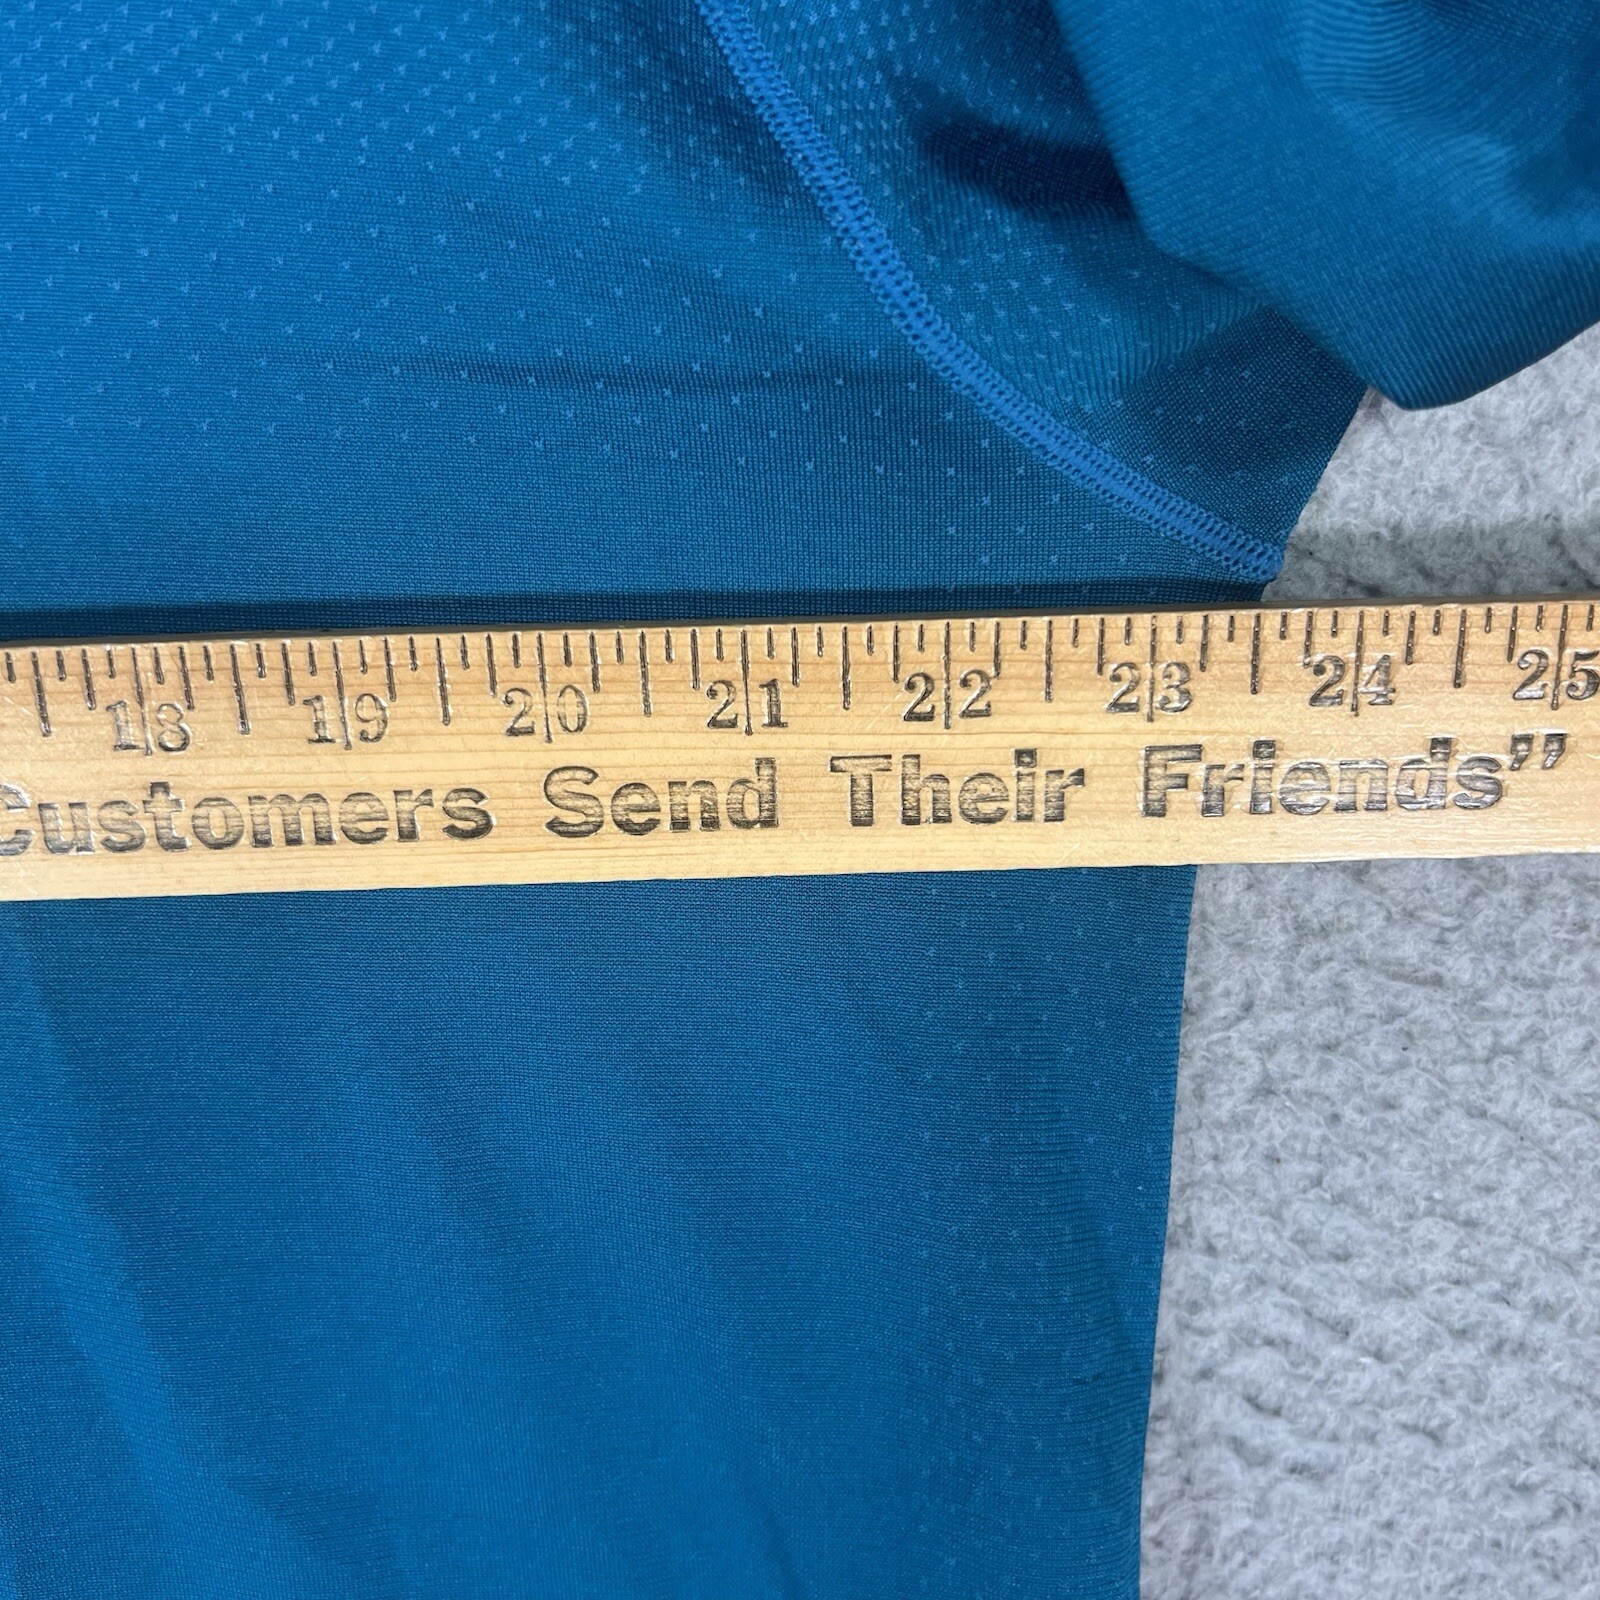 18 19 20 21 22 23 24 25
Customers Send Their Friends”